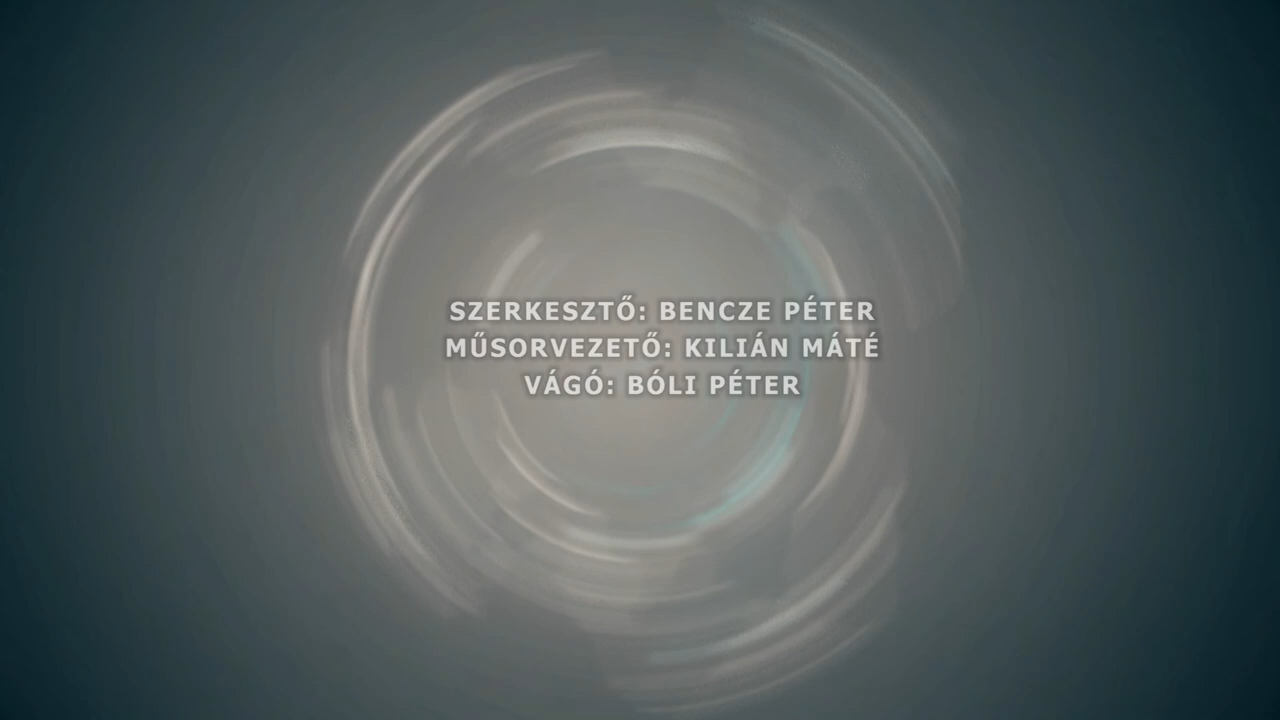 SZERKESZTŐ: BENCZE PÉTER
MŰSORVEZETŐ: KILIÁN MÁTÉ
VÁGÓ: BÓLI PÉTER